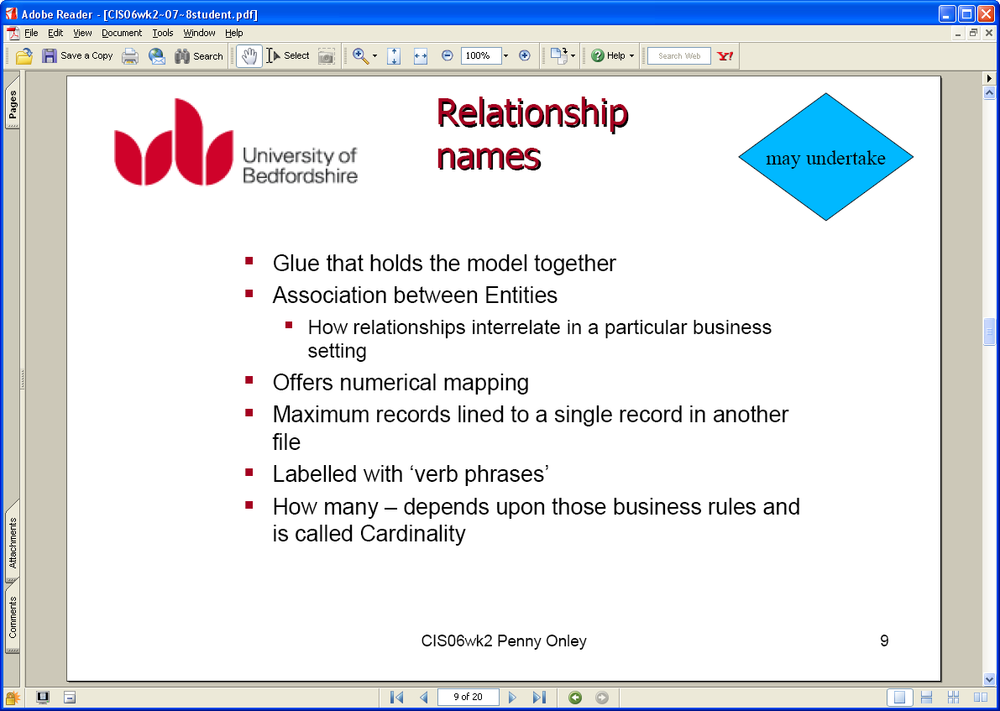 Adobe Reader - [CIS06wk2~07~8student.pdf]
File Edit View Document Tools Window Help
Save a Copy Search Select 100% Help Search Web Y!
Pages
Relationship
names
University of
Bedfordshire
may undertake
Glue that holds the model together
Association between Entities
How relationships interrelate in a particular business
setting
Offers numerical mapping
Maximum records lined to a single record in another
file
Labelled with ‘verb phrases’
How many – depends upon those business rules and
is called Cardinality
Attachments
Comments
CIS06wk2 Penny Onley 9
9 of 20